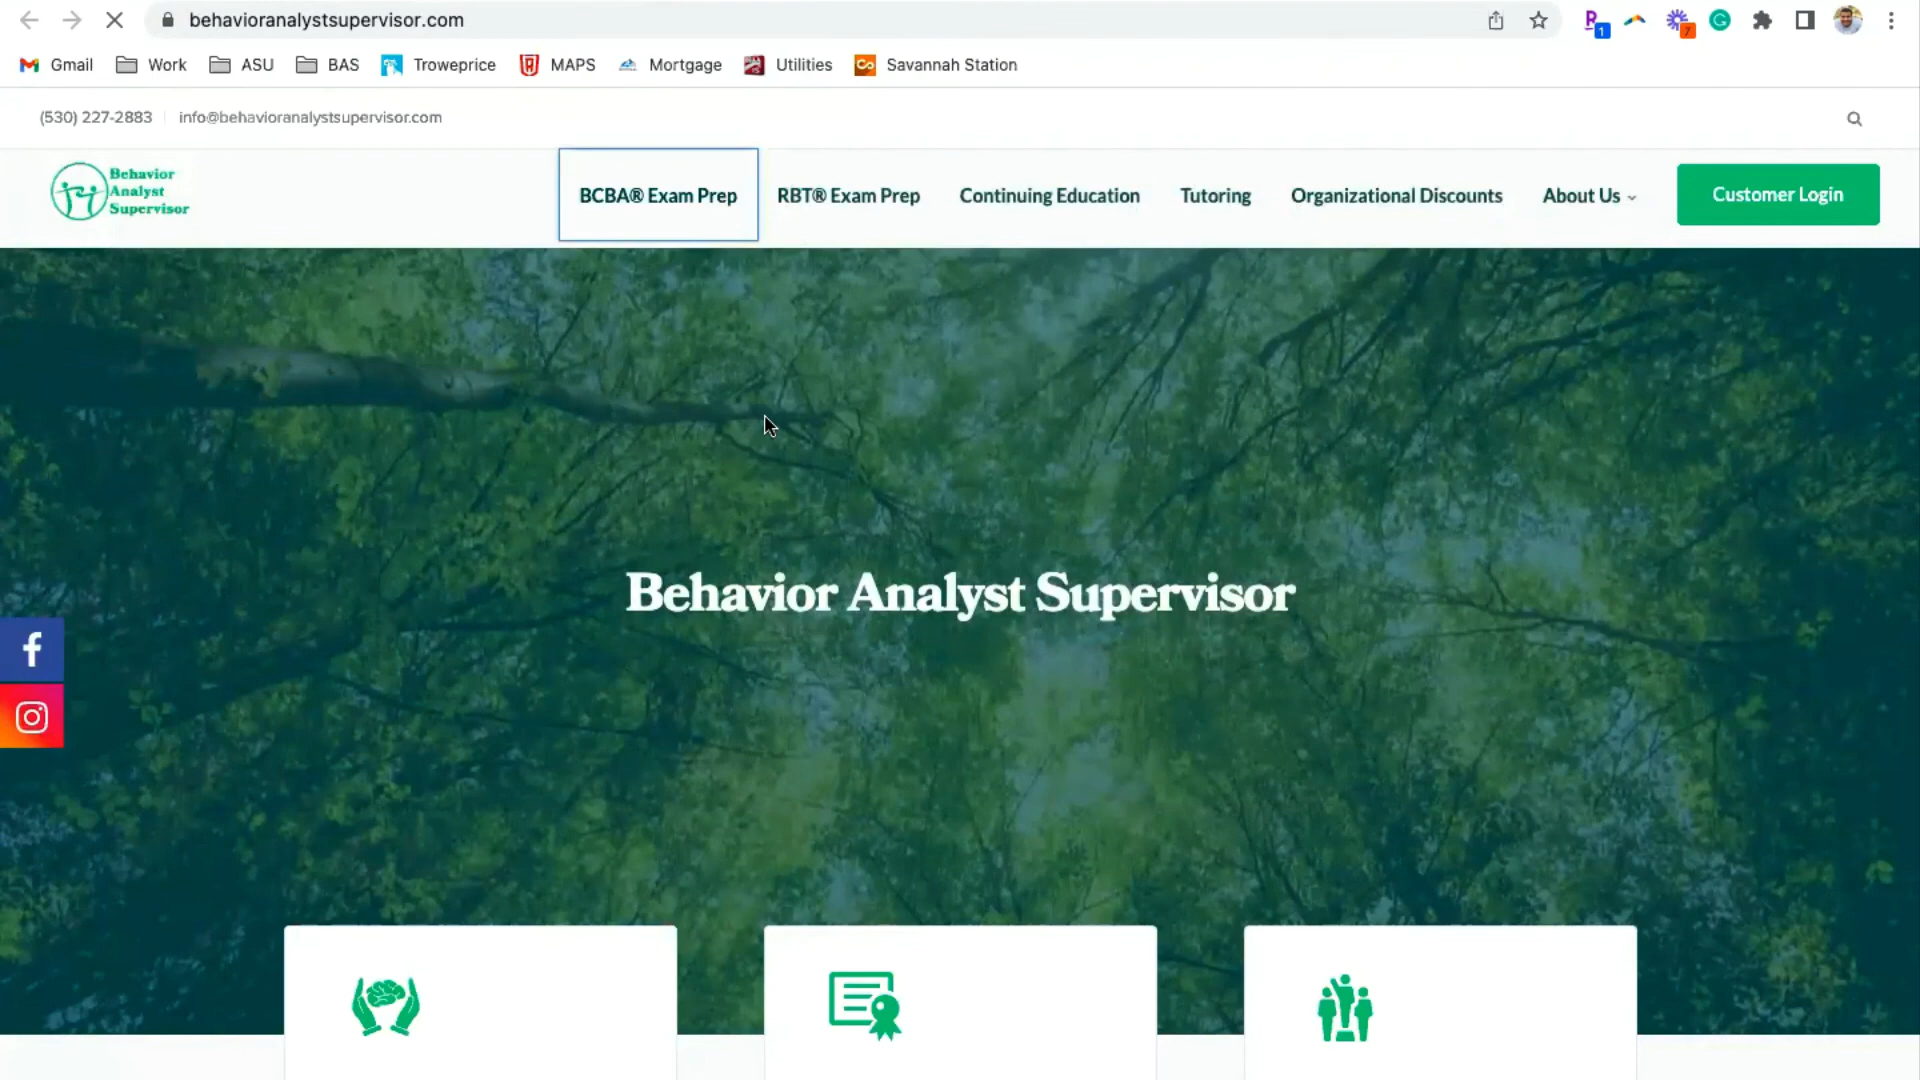 behavioranalystsupervisor.com
1
7
Gmail
Work
ASU
BAS
Troweprice
MAPS
Mortgage
Utilities
Savannah Station
(530) 227-2883
info@behavioranalystsupervisor.com
Behavior
Analyst
Supervisor
BCBA® Exam Prep
RBT® Exam Prep
Continuing Education
Tutoring
Organizational Discounts
About Us
Customer Login
Behavior Analyst Supervisor